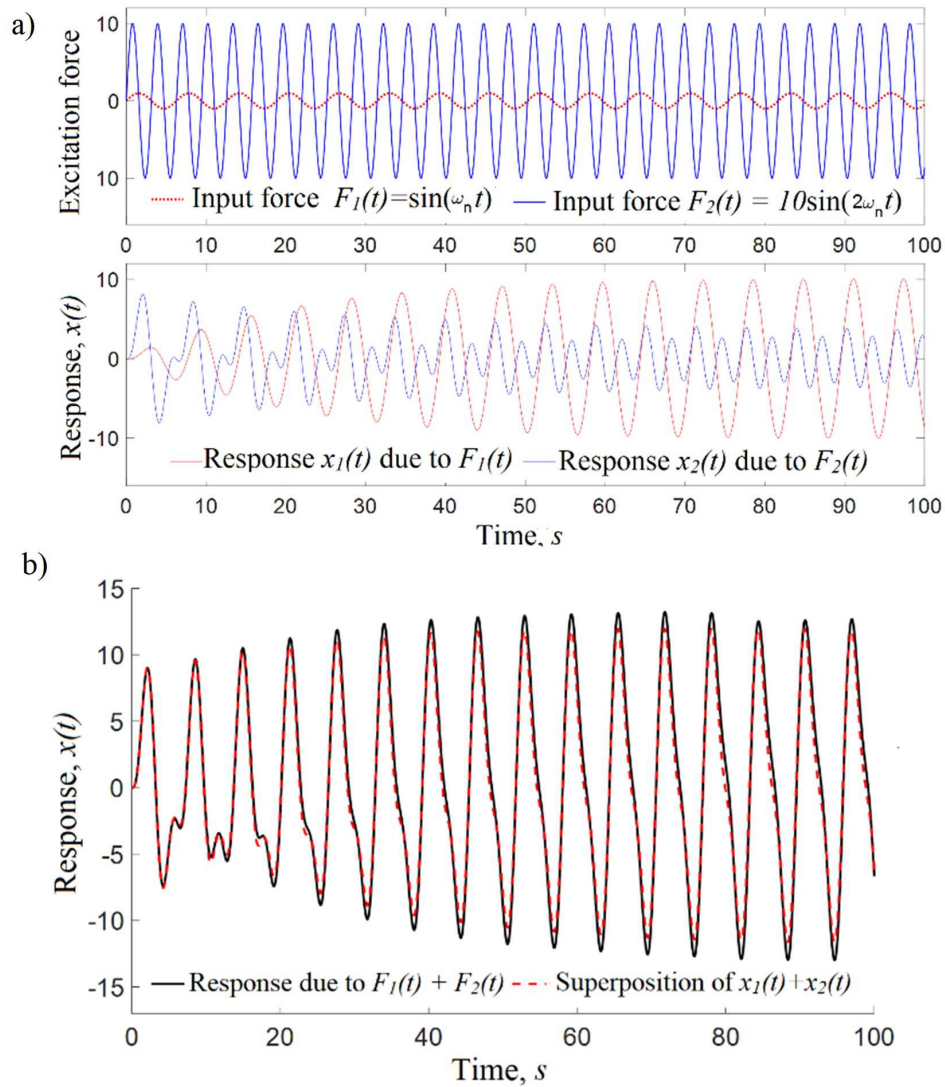 a)
Excitation force
10
0
10
Input force F₁(t)=sin(ωₙt)
Input force F₂(t) = 10sin(2ωₙt)
0 10 20 30 40 50 60 70 80 90 100
Response, x(t)
10
0
-10
Response x₁(t) due to F₁(t)
Response x₂(t) due to F₂(t)
0 10 20 30 40 50 60 70 80 90 100
Time, s
b)
Response, x(t)
15
10
5
0
-5
-10
-15
Response due to F₁(t) + F₂(t)
Superposition of x₁(t)+x₂(t)
0 20 40 60 80 100
Time, s